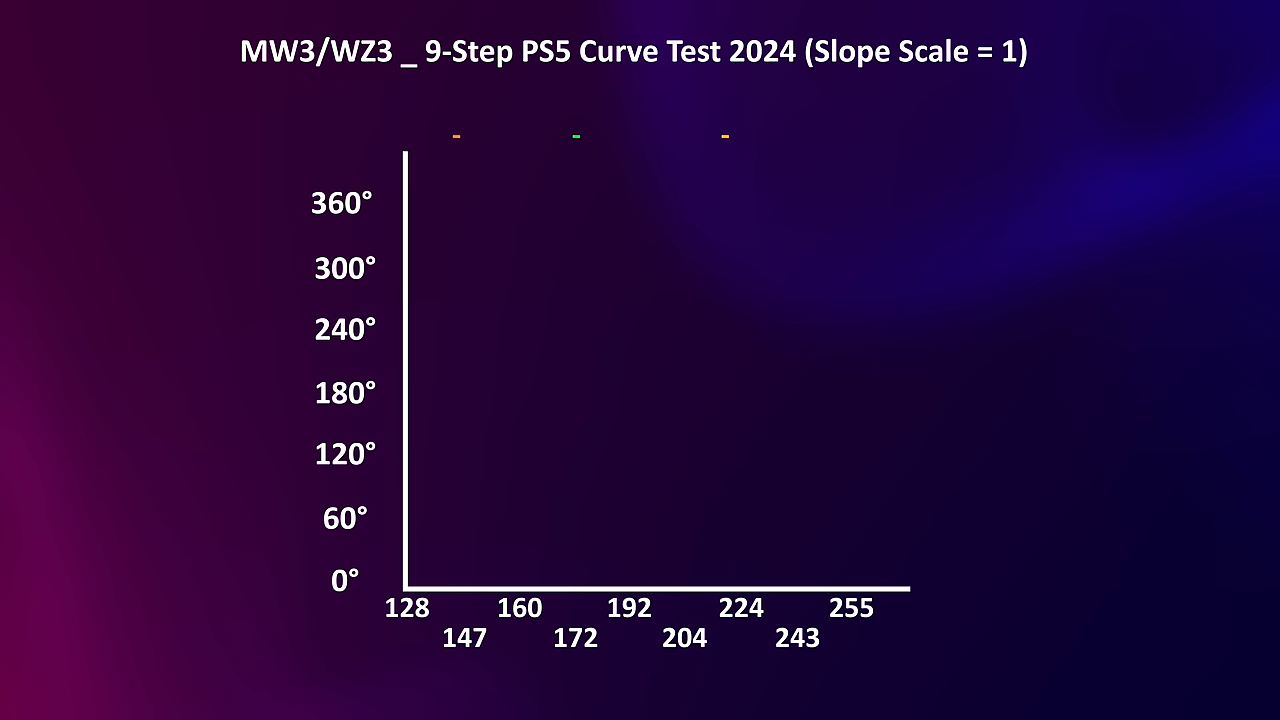 MW3/WZ3 _ 9-Step PS5 Curve Test 2024 (Slope Scale = 1)
- - -
360°
300°
240°
180°
120°
60°
0°
128 160 192 224 255
147 172 204 243